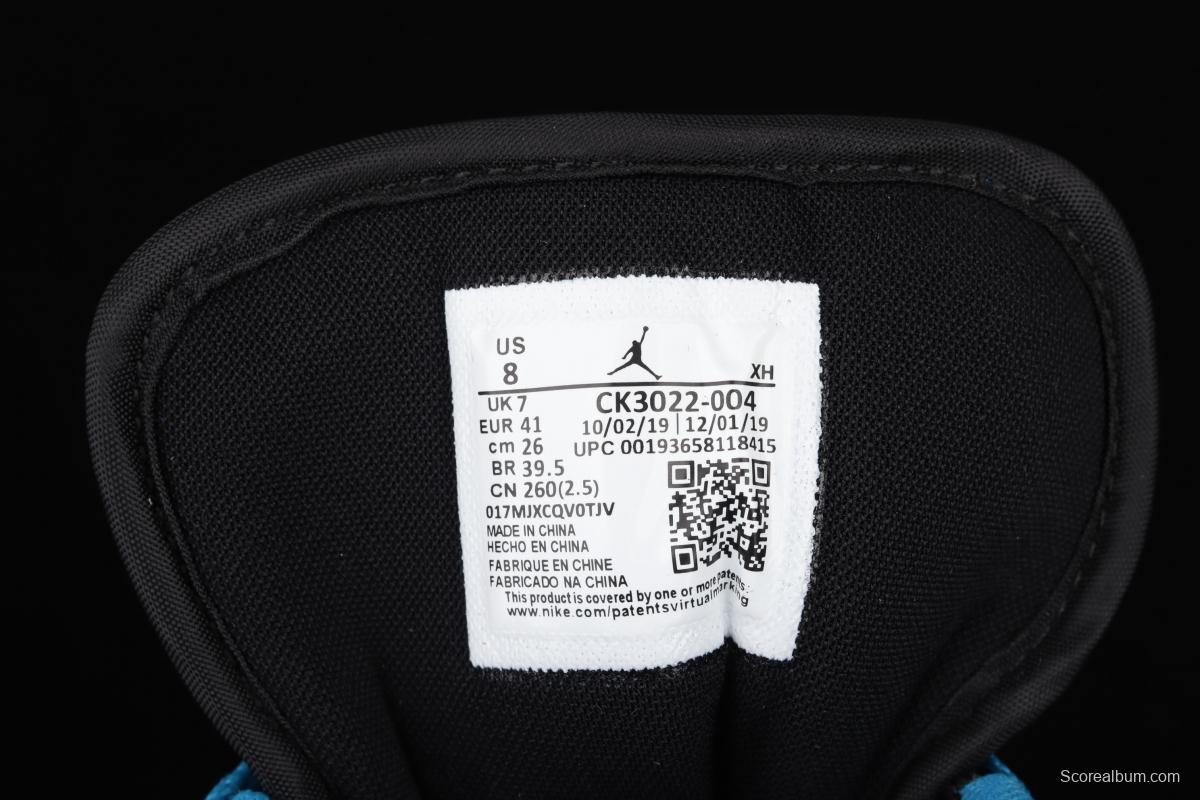 US
8
XH
UK 7
CK3022-004
EUR 41
10/02/19 | 12/01/19
cm 26
UPC 00193658118415
BR 39.5
CN 260(2.5)
017MJXCQV0TJV
MADE IN CHINA
HECHO EN CHINA
FABRIQUE EN CHINE
FABRICADO NA CHINA
This product is covered by one or more patents:
www.nike.com/patentsvirtualmarking
Scorealbum.com